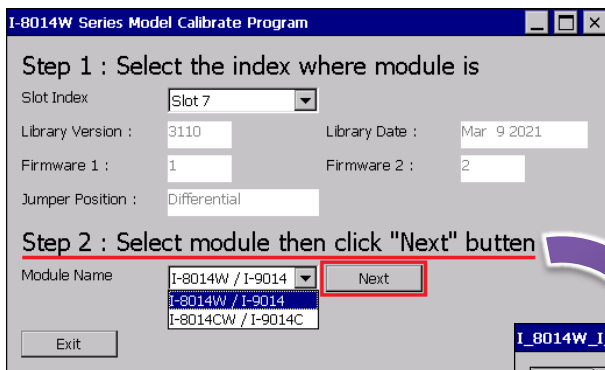 I-8014W Series Model Calibrate Program
Step 1 : Select the index where module is
Slot Index Slot 7
Library Version : 3110 Library Date : Mar 9 2021
Firmware 1 : 1 Firmware 2 : 2
Jumper Position : Differential
Step 2 : Select module then click "Next" butten
Module Name I-8014W / I-9014 Next
I-8014W / I-9014
I-8014CW / I-9014C
Exit
I_8014W_I